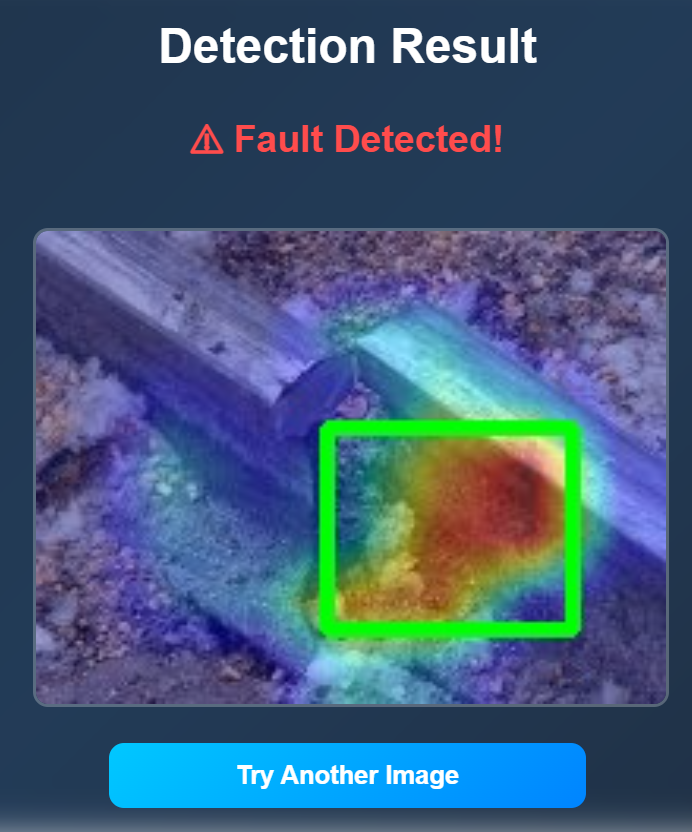 Detection Result
⚠ Fault Detected!
Try Another Image